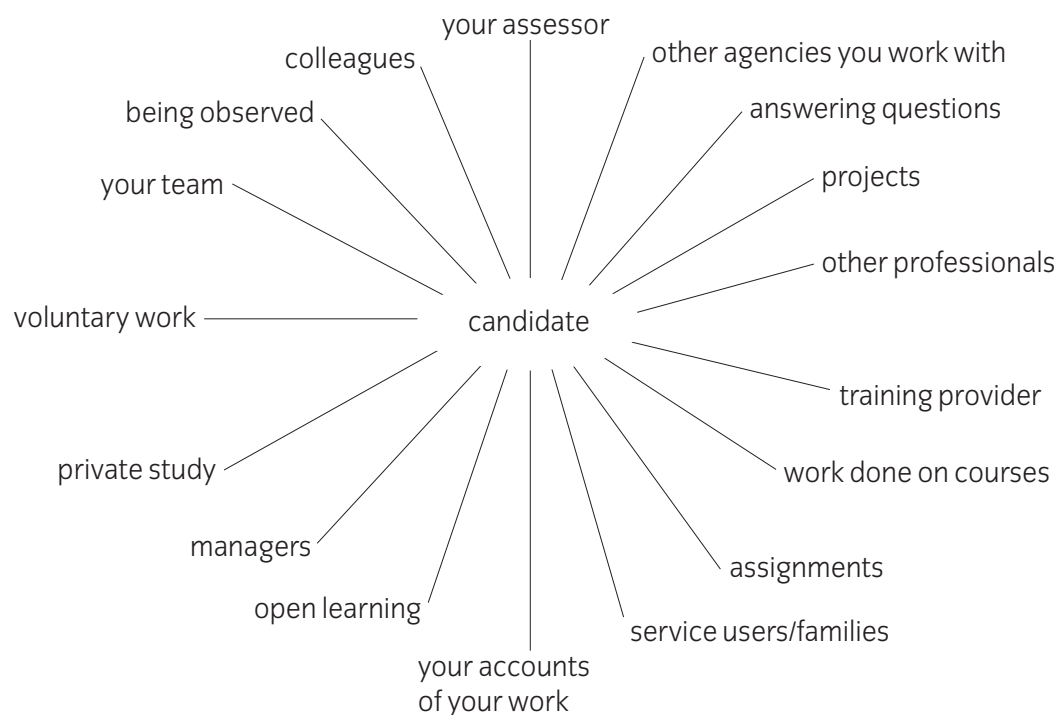 your assessor
colleagues
other agencies you work with
being observed
answering questions
your team
projects
other professionals
voluntary work
candidate
training provider
private study
work done on courses
managers
assignments
open learning
service users/families
your accounts
of your work